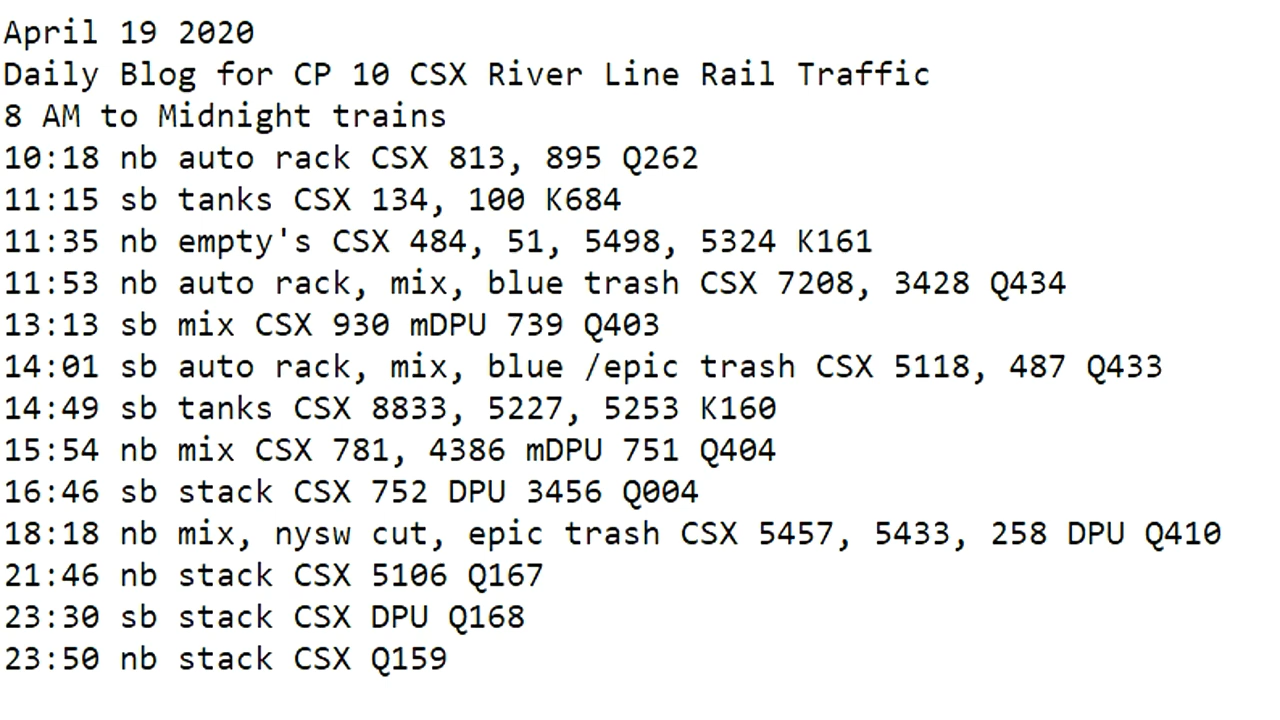 April 19 2020
Daily Blog for CP 10 CSX River Line Rail Traffic
8 AM to Midnight trains
10:18 nb auto rack CSX 813, 895 Q262
11:15 sb tanks CSX 134, 100 K684
11:35 nb empty's CSX 484, 51, 5498, 5324 K161
11:53 nb auto rack, mix, blue trash CSX 7208, 3428 Q434
13:13 sb mix CSX 930 mDPU 739 Q403
14:01 sb auto rack, mix, blue /epic trash CSX 5118, 487 Q433
14:49 sb tanks CSX 8833, 5227, 5253 K160
15:54 nb mix CSX 781, 4386 mDPU 751 Q404
16:46 sb stack CSX 752 DPU 3456 Q004
18:18 nb mix, nysw cut, epic trash CSX 5457, 5433, 258 DPU Q410
21:46 nb stack CSX 5106 Q167
23:30 sb stack CSX DPU Q168
23:50 nb stack CSX Q159